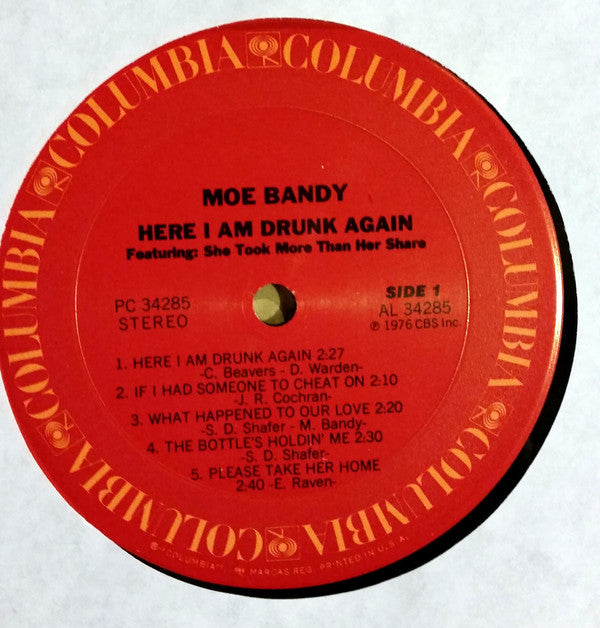 COLUMBIA COLUMBIA COLUMBIA COLUMBIA COLUMBIA COLUMBIA
MOE BANDY
HERE I AM DRUNK AGAIN
Featuring: She Took More Than Her Share
PC 34285
STEREO
SIDE 1
AL 34285
℗ 1976 CBS Inc.
1. HERE I AM DRUNK AGAIN 2:27
-C. Beavers - D. Warden-
2. IF I HAD SOMEONE TO CHEAT ON 2:10
-J. R. Cochran-
3. WHAT HAPPENED TO OUR LOVE 2:20
-S. D. Shafer - M. Bandy-
4. THE BOTTLE'S HOLDIN' ME 2:30
-S. D. Shafer-
5. PLEASE TAKE HER HOME
2:40 -E. Raven-
"COLUMBIA" MARCAS REG. PRINTED IN U.S.A.